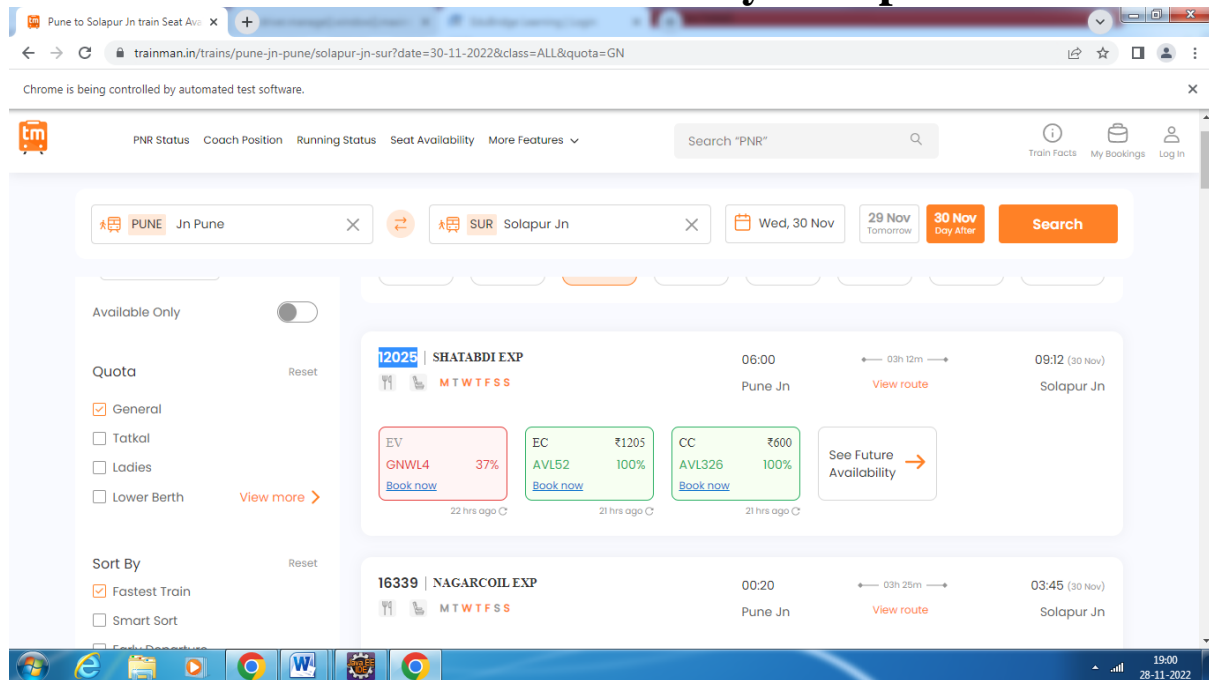 Pune to Solapur Jn train Seat Ava
trainman.in/trains/pune-jn-pune/solapur-jn-sur?date=30-11-2022&class=ALL&quota=GN
Chrome is being controlled by automated test software.
tm
PNR Status Coach Position Running Status Seat Availability More Features
Search "PNR"
Train Facts My Bookings Log In
PUNE Jn Pune
SUR Solapur Jn
Wed, 30 Nov
29 Nov
Tomorrow
30 Nov
Day After
Search
Available Only
Quota Reset
General
Tatkal
Ladies
Lower Berth View more
Sort By Reset
Fastest Train
Smart Sort
Early Departure
12025 | SHATABDI EXP 06:00 03h 12m 09:12 (30 Nov)
M T W T F S S Pune Jn View route Solapur Jn
EV
GNWL4 37%
Book now
22 hrs ago
EC ₹1205
AVL52 100%
Book now
21 hrs ago
CC ₹600
AVL326 100%
Book now
21 hrs ago
See Future
Availability
16339 | NAGARCOIL EXP 00:20 03h 25m 03:45 (30 Nov)
M T W T F S S Pune Jn View route Solapur Jn
19:00
28-11-2022